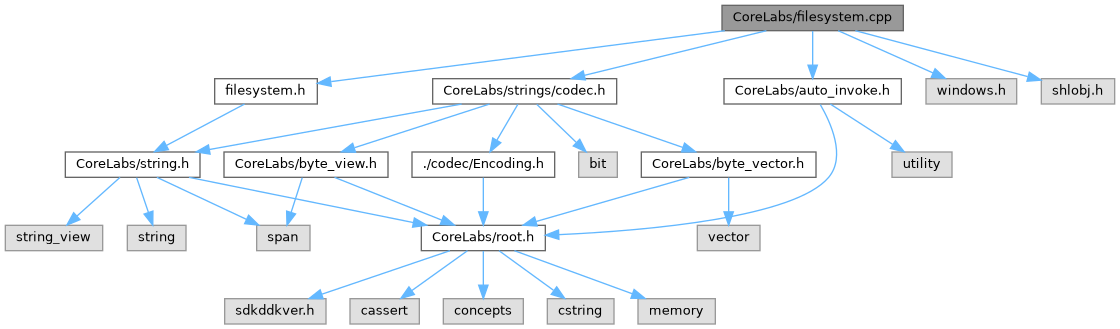 CoreLabs/filesystem.cpp
filesystem.h
CoreLabs/strings/codec.h
CoreLabs/auto_invoke.h
windows.h
shlobj.h
CoreLabs/string.h
CoreLabs/byte_view.h
./codec/Encoding.h
bit
CoreLabs/byte_vector.h
utility
string_view
string
span
CoreLabs/root.h
vector
sdkddkver.h
cassert
concepts
cstring
memory